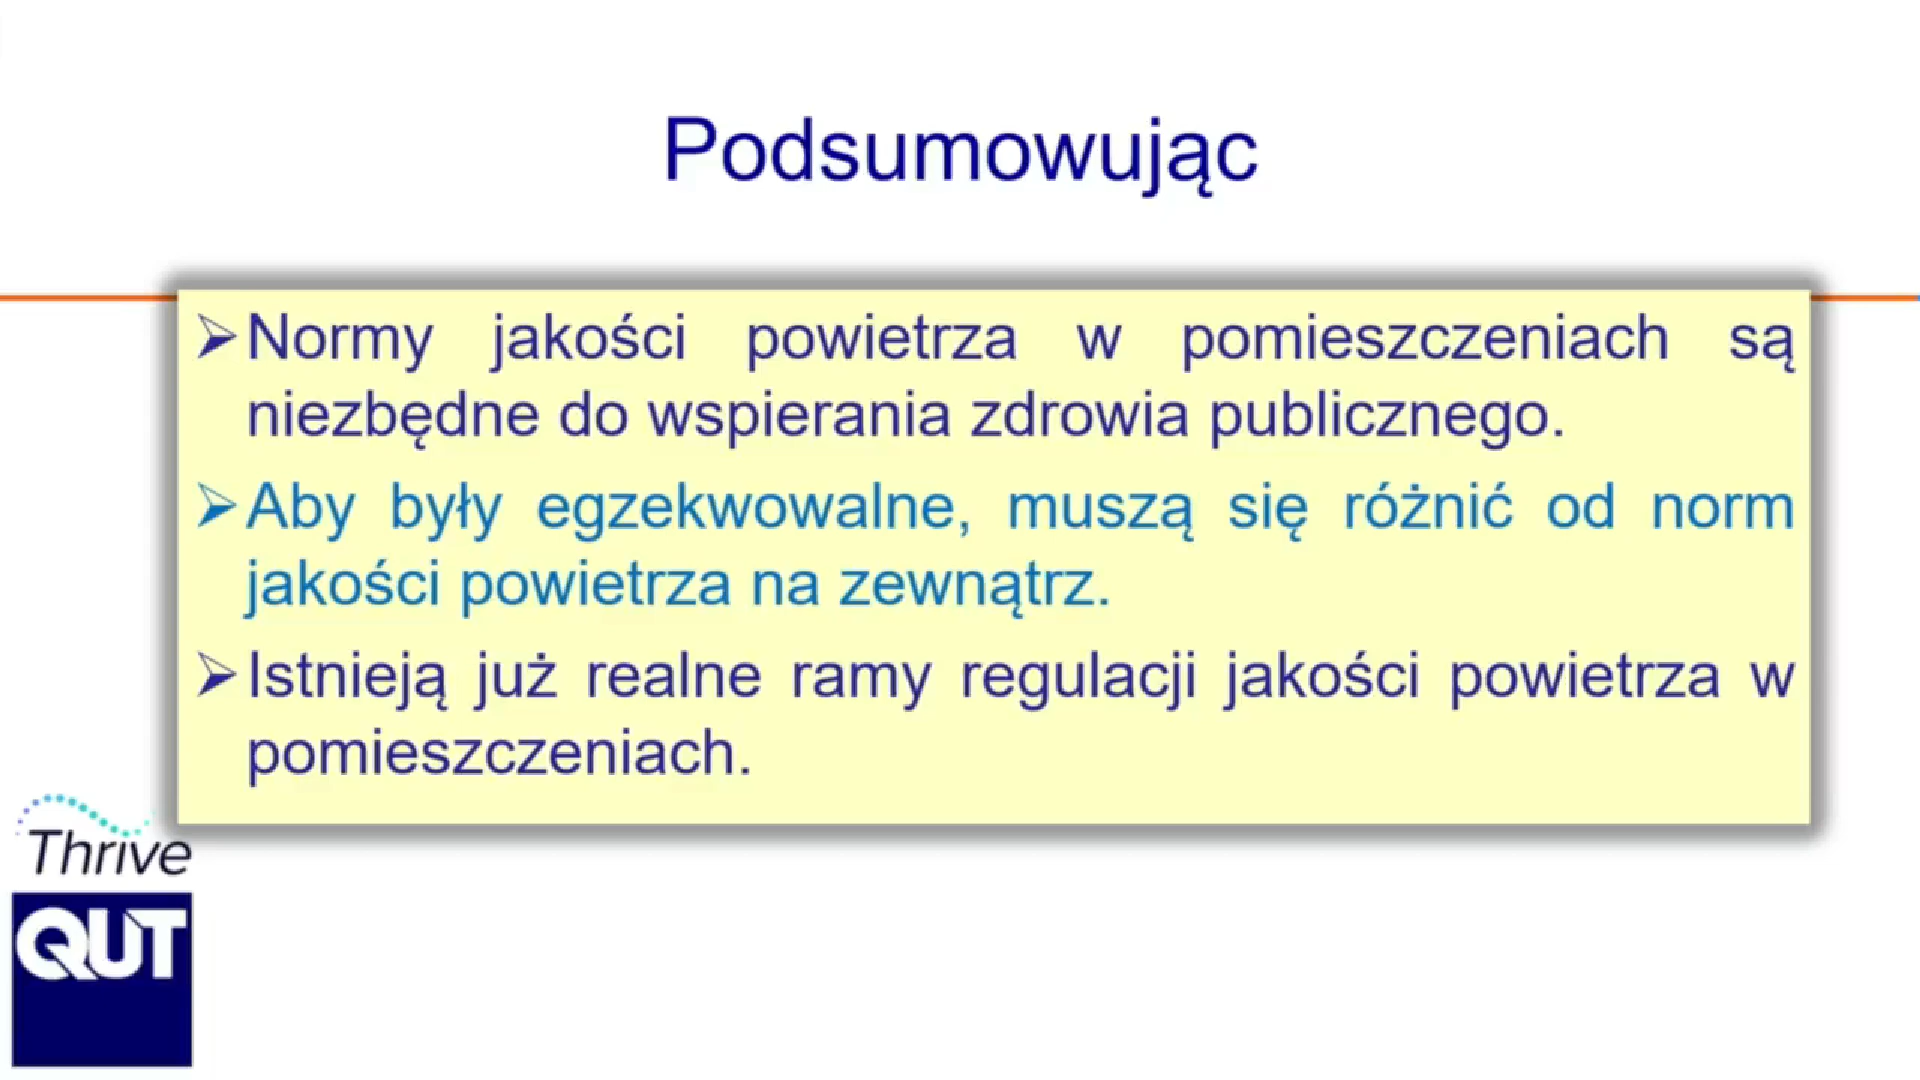 Podsumowując
➢Normy jakości powietrza w pomieszczeniach są
niezbędne do wspierania zdrowia publicznego.
➢Aby były egzekwowalne, muszą się różnić od norm
jakości powietrza na zewnątrz.
➢Istnieją już realne ramy regulacji jakości powietrza w
pomieszczeniach.
Thrive
QUT